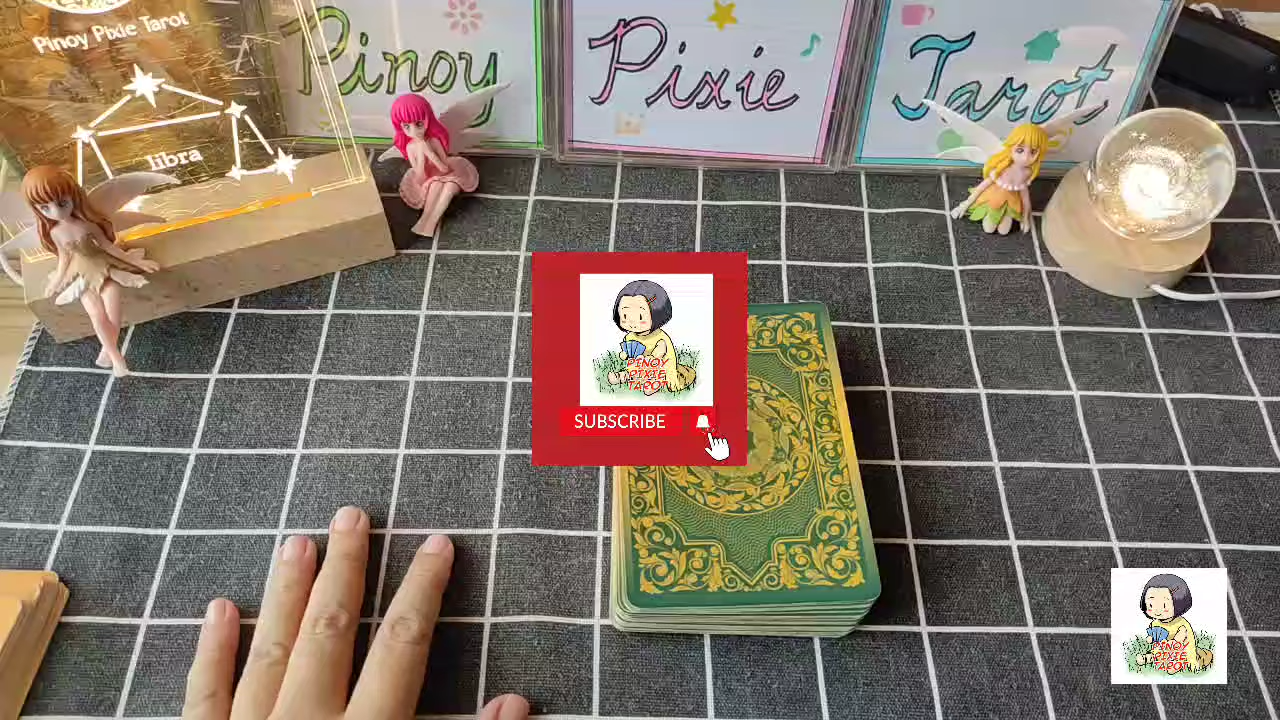 Pinoy Pixie Tarot
libra
Pinoy
Pixie
Tarot
PINOY
PIXIE
TAROT
SUBSCRIBE
PINOY
PIXIE
TAROT